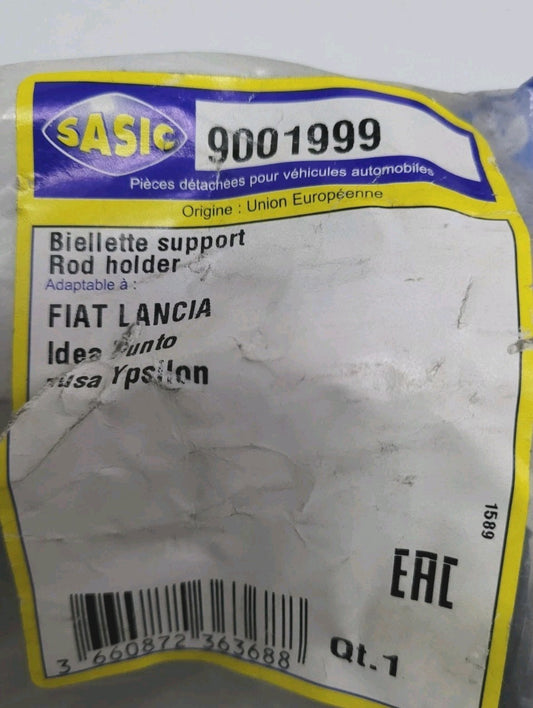 SASIC
9001999
Pièces détachées pour véhicules automobiles
Origine : Union Européenne
Biellette support
Rod holder
Adaptable à :
FIAT LANCIA
Idea Punto
Ypsilon
1589
EAC
3 660872 363688
Qt.1